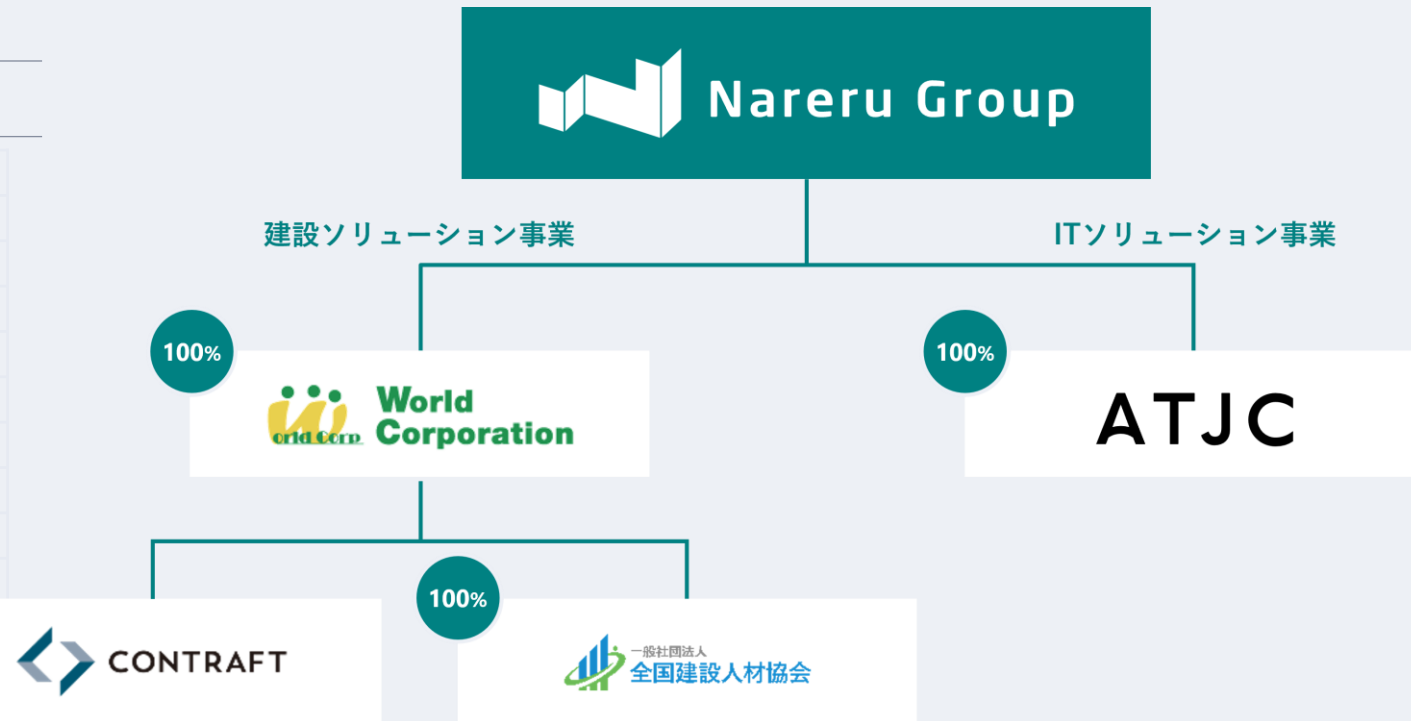 Nareru Group
建設ソリューション事業
ITソリューション事業
100%
100%
World
Corporation
orld Corp.
ATJC
100%
CONTRAFT
一般社団法人
全国建設人材協会